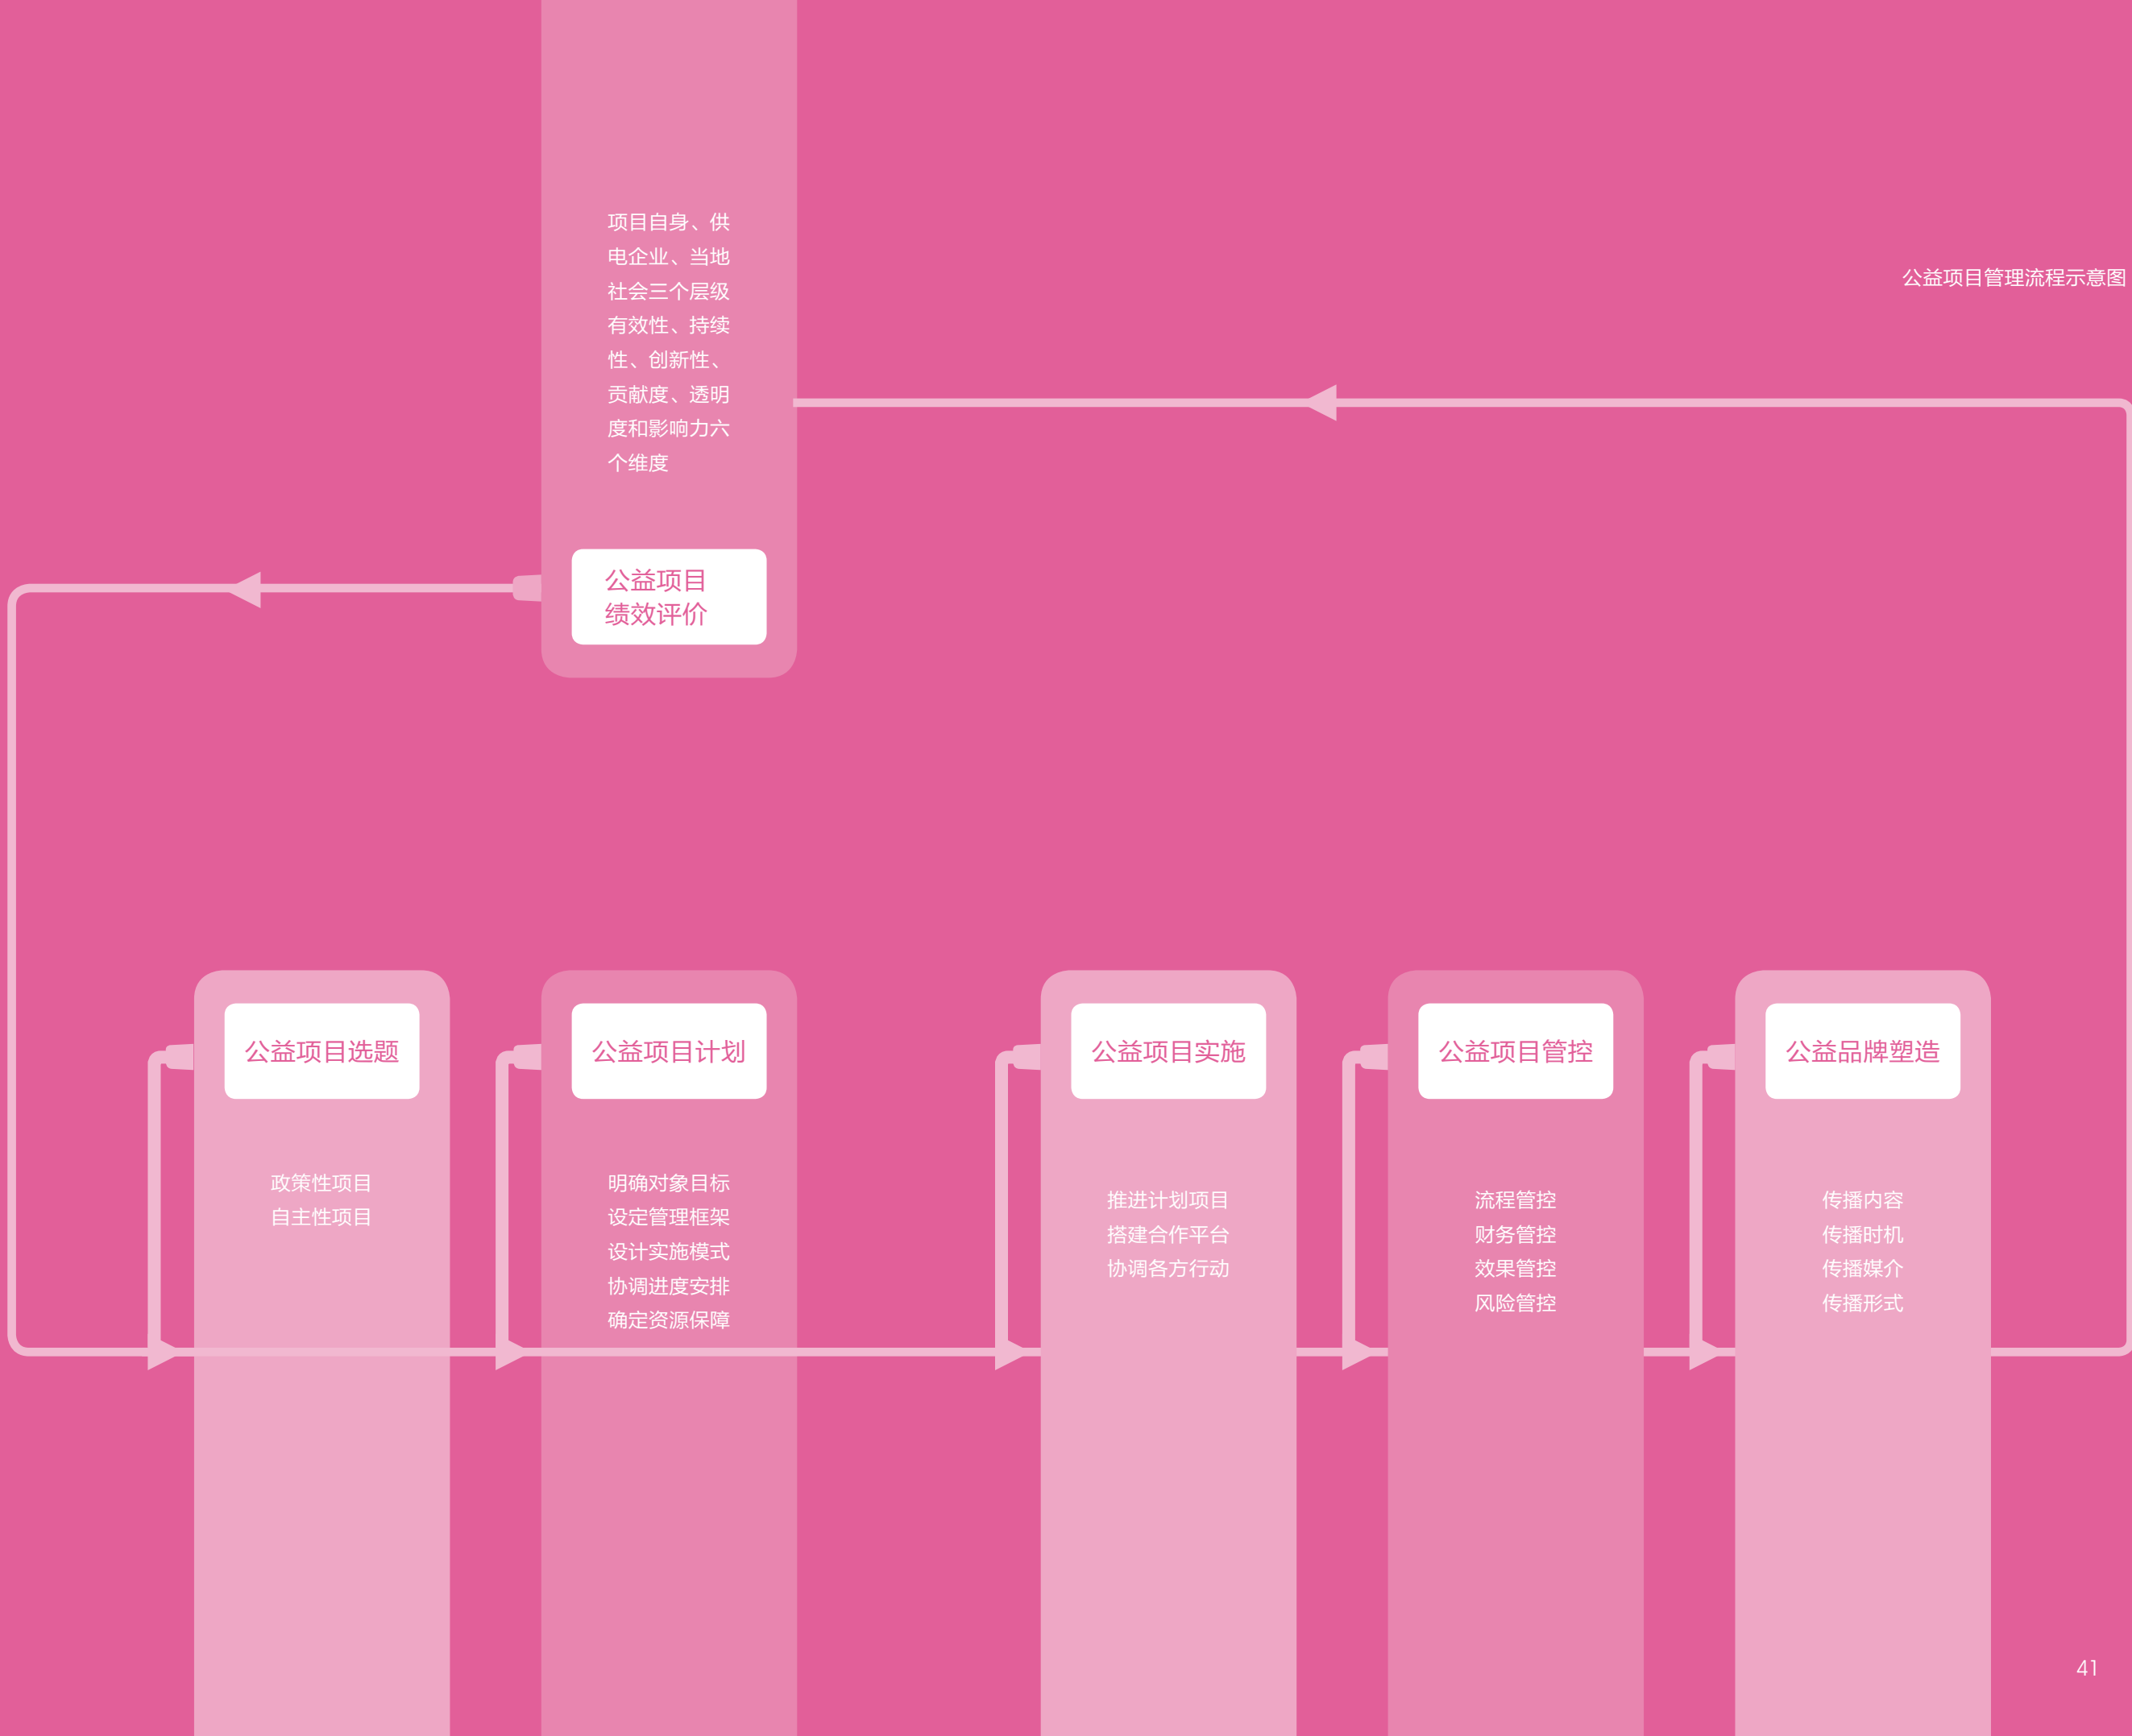 公益项目管理流程示意图
项目自身、供
电企业、当地
社会三个层级
有效性、持续
性、创新性、
贡献度、透明
度和影响力六
个维度
公益项目
绩效评价
公益项目选题
政策性项目
自主性项目
公益项目计划
明确对象目标
设定管理框架
设计实施模式
协调进度安排
确定资源保障
公益项目实施
推进计划项目
搭建合作平台
协调各方行动
公益项目管控
流程管控
财务管控
效果管控
风险管控
公益品牌塑造
传播内容
传播时机
传播媒介
传播形式
41